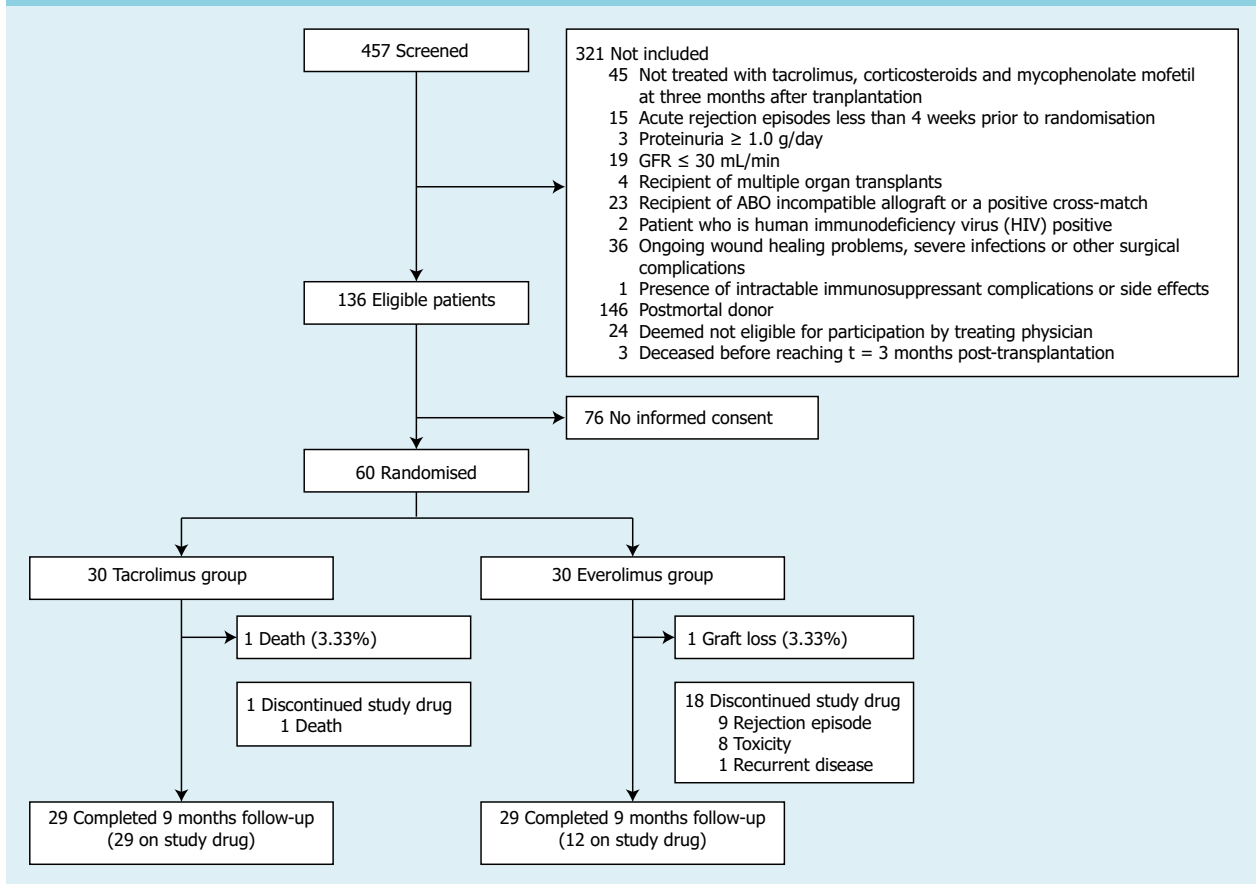 457 Screened
321 Not included
45 Not treated with tacrolimus, corticosteroids and mycophenolate mofetil
at three months after tranplantation
15 Acute rejection episodes less than 4 weeks prior to randomisation
3 Proteinuria ≥ 1.0 g/day
19 GFR ≤ 30 mL/min
4 Recipient of multiple organ transplants
23 Recipient of ABO incompatible allograft or a positive cross-match
2 Patient who is human immunodeficiency virus (HIV) positive
36 Ongoing wound healing problems, severe infections or other surgical
complications
1 Presence of intractable immunosuppressant complications or side effects
146 Postmortal donor
24 Deemed not eligible for participation by treating physician
3 Deceased before reaching t = 3 months post-transplantation
136 Eligible patients
76 No informed consent
60 Randomised
30 Tacrolimus group
1 Death (3.33%)
1 Discontinued study drug
1 Death
29 Completed 9 months follow-up
(29 on study drug)
30 Everolimus group
1 Graft loss (3.33%)
18 Discontinued study drug
9 Rejection episode
8 Toxicity
1 Recurrent disease
29 Completed 9 months follow-up
(12 on study drug)